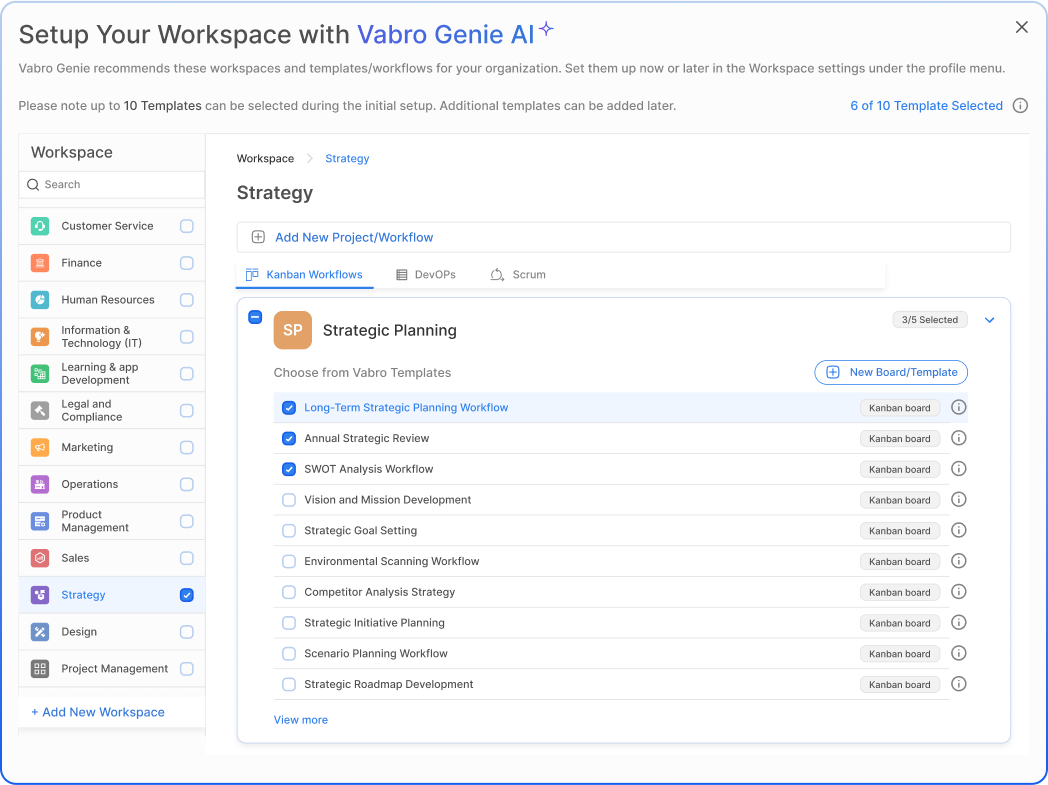 Setup Your Workspace with Vabro Genie AI
Vabro Genie recommends these workspaces and templates/workflows for your organization. Set them up now or later in the Workspace settings under the profile menu.
Please note up to 10 Templates can be selected during the initial setup. Additional templates can be added later.
6 of 10 Template Selected
Workspace
Search
Customer Service
Finance
Human Resources
Information &
Technology (IT)
Learning & app
Development
Legal and
Compliance
Marketing
Operations
Product
Management
Sales
Strategy
Design
Project Management
+ Add New Workspace
Workspace > Strategy
Strategy
Add New Project/Workflow
Kanban Workflows DevOPs Scrum
SP Strategic Planning 3/5 Selected
Choose from Vabro Templates New Board/Template
Long-Term Strategic Planning Workflow Kanban board
Annual Strategic Review Kanban board
SWOT Analysis Workflow Kanban board
Vision and Mission Development Kanban board
Strategic Goal Setting Kanban board
Environmental Scanning Workflow Kanban board
Competitor Analysis Strategy Kanban board
Strategic Initiative Planning Kanban board
Scenario Planning Workflow Kanban board
Strategic Roadmap Development Kanban board
View more